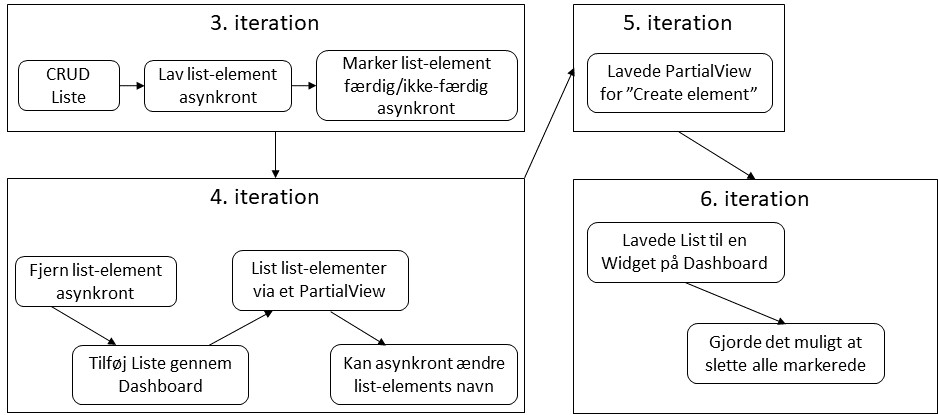 3. iteration
CRUD
Liste
Lav list-element
asynkront
Marker list-element
færdig/ikke-færdig
asynkront
4. iteration
Fjern list-element
asynkront
Tilføj Liste gennem
Dashboard
List list-elementer
via et PartialView
Kan asynkront ændre
list-elements navn
5. iteration
Lavede PartialView
for ”Create element”
6. iteration
Lavede List til en
Widget på Dashboard
Gjorde det muligt at
slette alle markerede